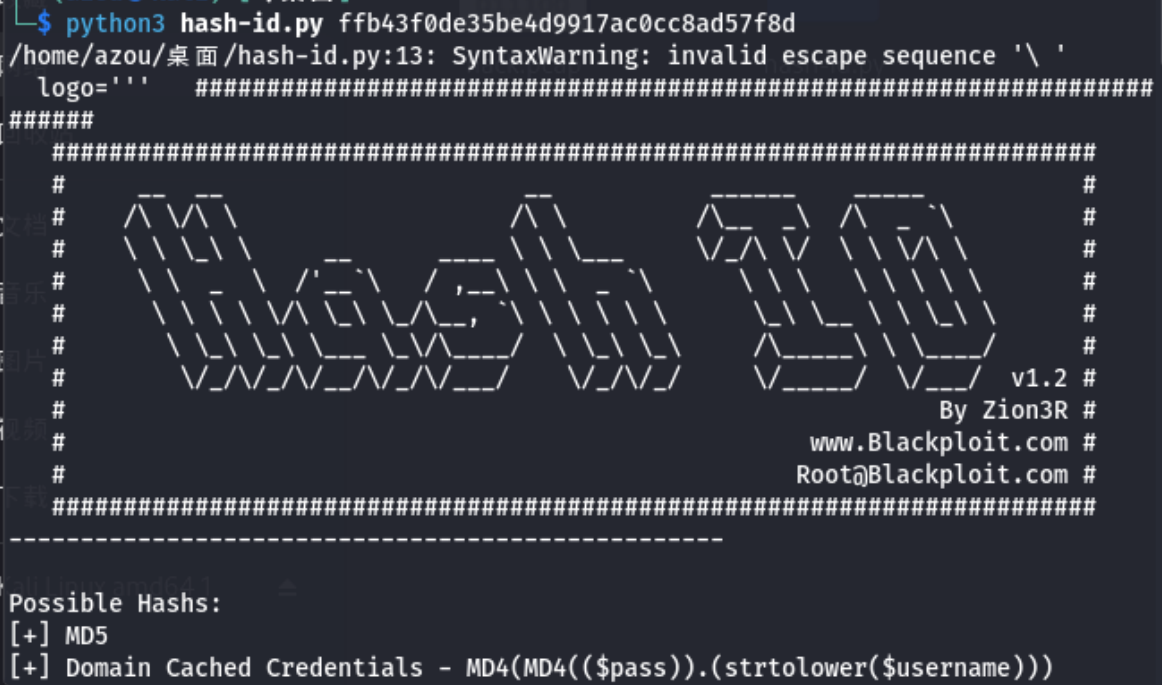 $ python3 hash-id.py ffb43f0de35be4d9917ac0cc8ad57f8d
/home/azou/桌面/hash-id.py:13: SyntaxWarning: invalid escape sequence '\ '
logo=''' ###################################################################
######
#########################################################################
Hash ID
v1.2 #
# By Zion3R #
# www.Blackploit.com #
# Root@Blackploit.com #
#########################################################################
--------------------------------------------------
Possible Hashs:
[+] MD5
[+] Domain Cached Credentials - MD4(MD4(($pass)).(strtolower($username)))